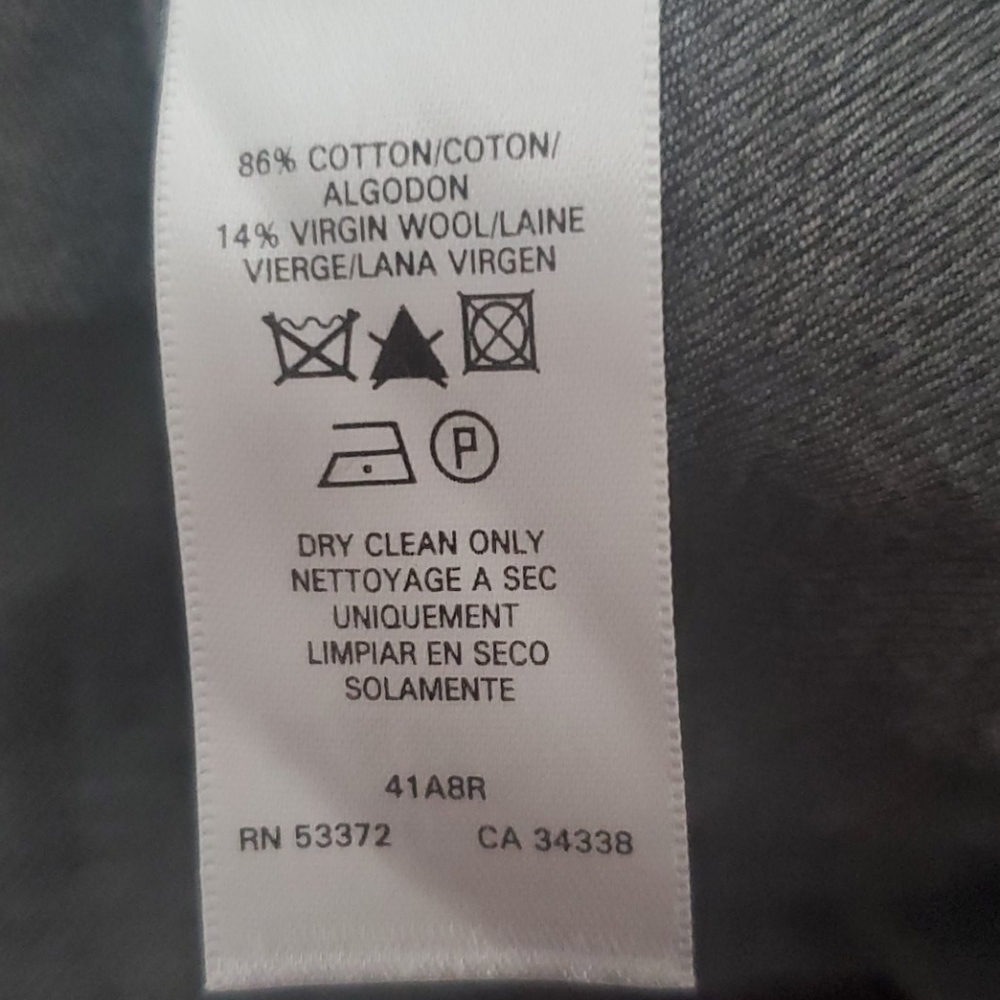 86% COTTON/COTON/
ALGODON
14% VIRGIN WOOL/LAINE
VIERGE/LANA VIRGEN
P
DRY CLEAN ONLY
NETTOYAGE A SEC
UNIQUEMENT
LIMPIAR EN SECO
SOLAMENTE
41A8R
RN 53372 CA 34338